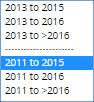 2013 to 2015
2013 to 2016
2013 to >2016
----------------------
2011 to 2015
2011 to 2016
2011 to >2016